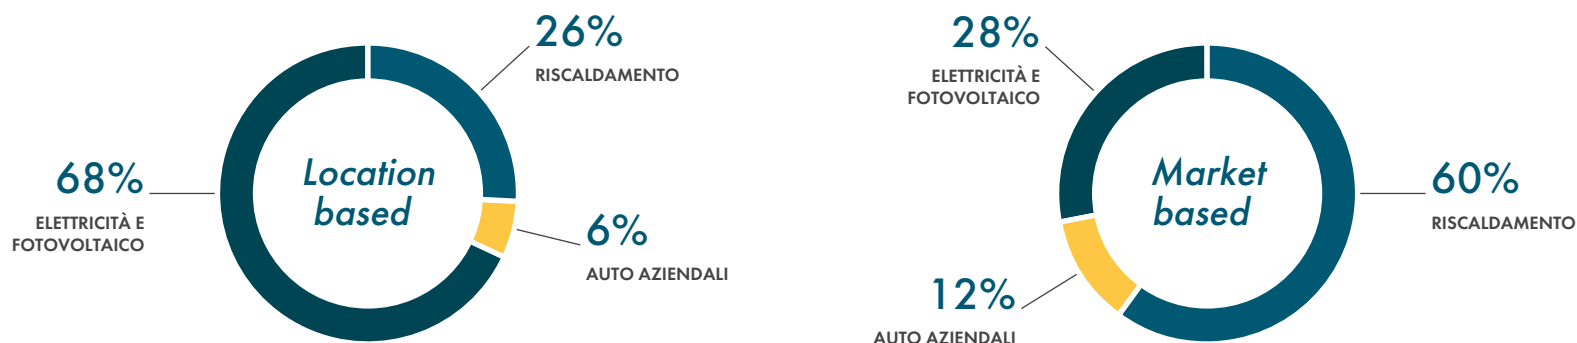 26%
RISCALDAMENTO
68%
ELETTRICITÀ E
FOTOVOLTAICO
Location
based
6%
AUTO AZIENDALI
28%
ELETTRICITÀ E
FOTOVOLTAICO
Market
based
60%
RISCALDAMENTO
12%
AUTO AZIENDALI